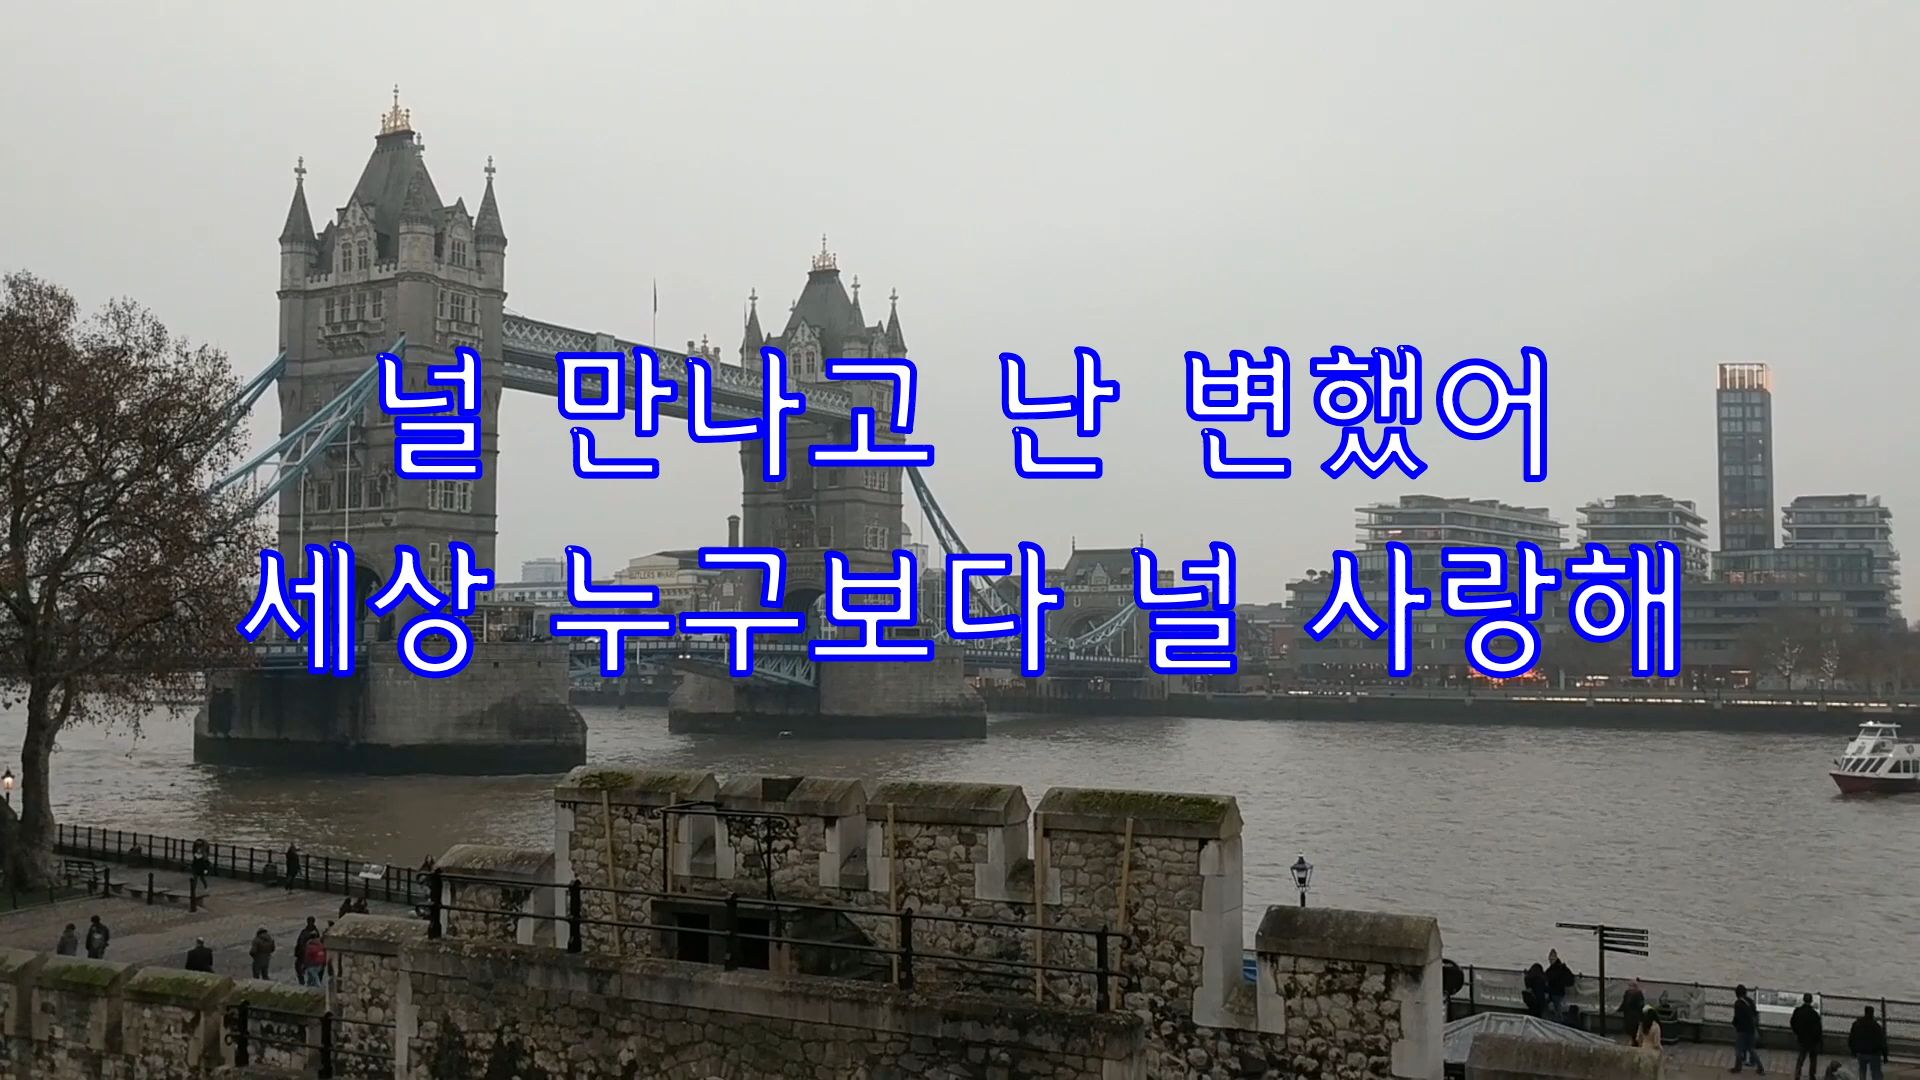 널 만나고 난 변했어
세상 누구보다 널 사랑해